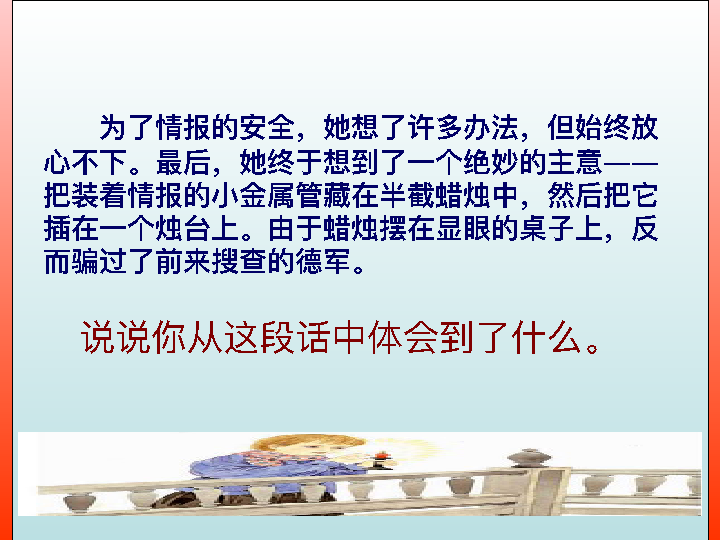 为了情报的安全，她想了许多办法，但始终放
心不下。最后，她终于想到了一个绝妙的主意——
把装着情报的小金属管藏在半截蜡烛中，然后把它
插在一个烛台上。由于蜡烛摆在显眼的桌子上，反
而骗过了前来搜查的德军。
说说你从这段话中体会到了什么。